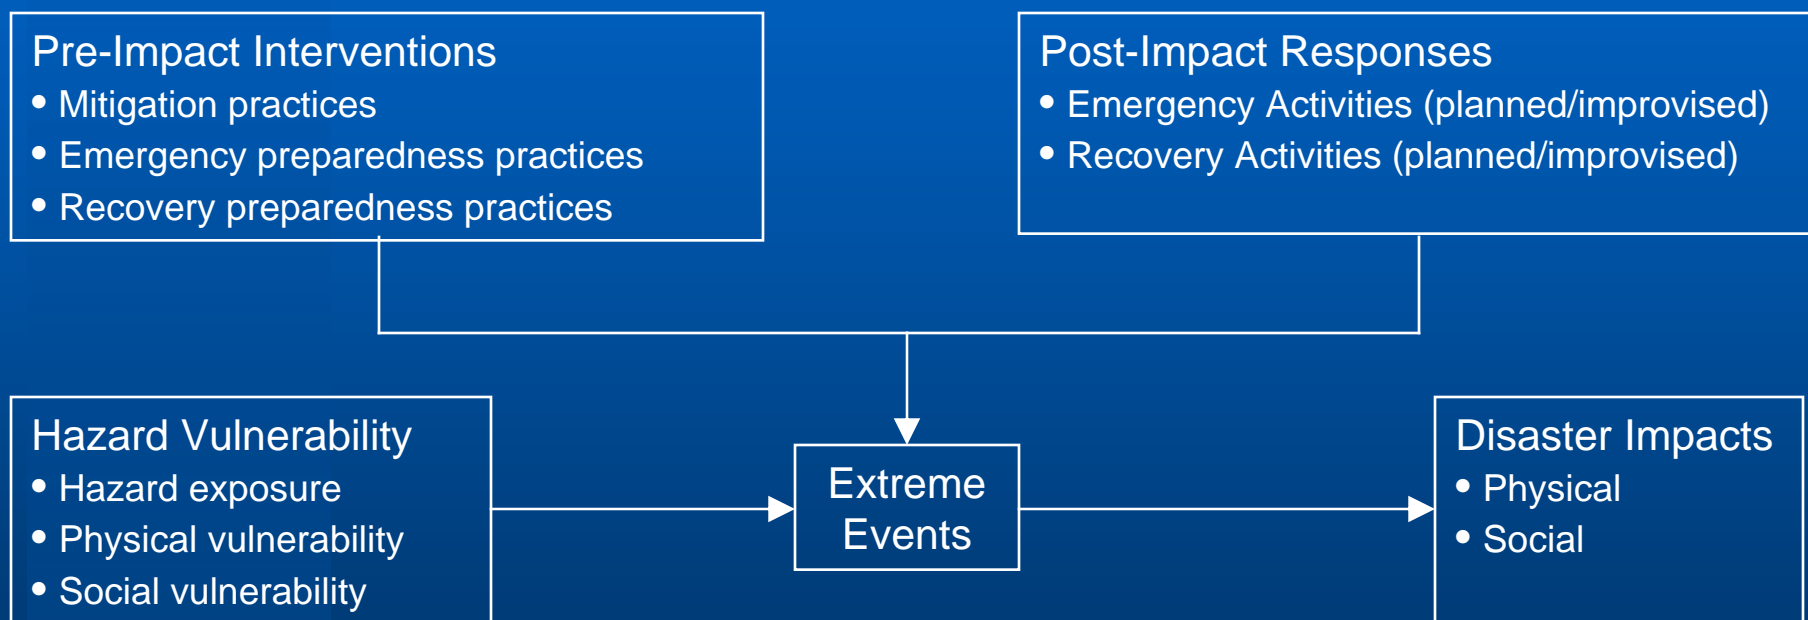 Pre-Impact Interventions
• Mitigation practices
• Emergency preparedness practices
• Recovery preparedness practices
Post-Impact Responses
• Emergency Activities (planned/improvised)
• Recovery Activities (planned/improvised)
Hazard Vulnerability
• Hazard exposure
• Physical vulnerability
• Social vulnerability
Extreme
Events
Disaster Impacts
• Physical
• Social